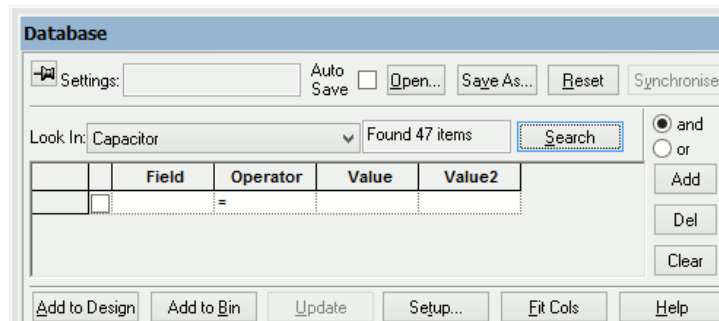 Database
Settings: Auto Save Open... Save As... Reset Synchronise
Look In: Capacitor Found 47 items Search and
or
Field Operator Value Value2
=
Add
Del
Clear
Add to Design Add to Bin Update Setup... Fit Cols Help